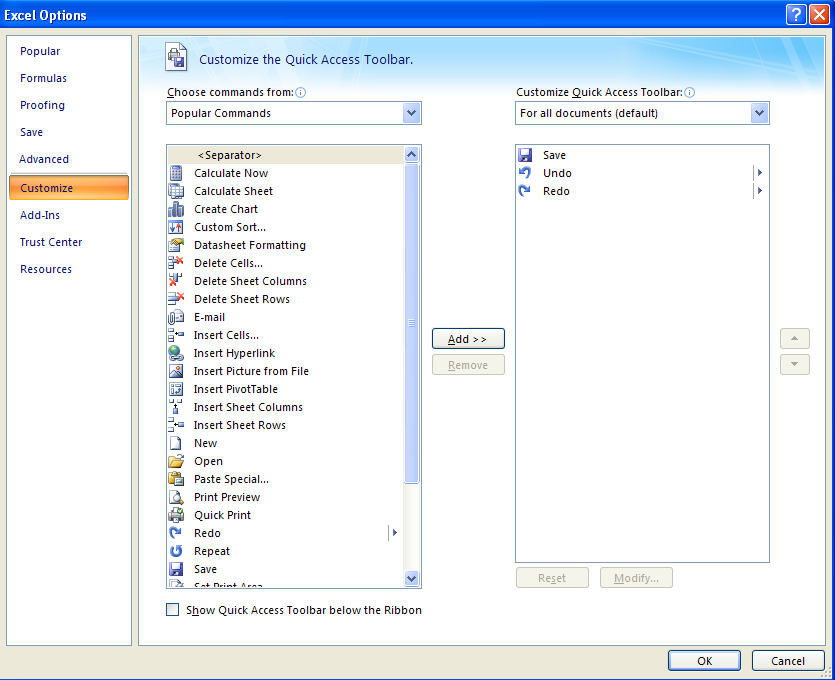 Excel Options
Popular
Formulas
Proofing
Save
Advanced
Customize
Add-Ins
Trust Center
Resources
Customize the Quick Access Toolbar.
Choose commands from:
Popular Commands
<Separator>
Calculate Now
Calculate Sheet
Create Chart
Custom Sort...
Datasheet Formatting
Delete Cells...
Delete Sheet Columns
Delete Sheet Rows
E-mail
Insert Cells...
Insert Hyperlink
Insert Picture from File
Insert PivotTable
Insert Sheet Columns
Insert Sheet Rows
New
Open
Paste Special...
Print Preview
Quick Print
Redo
Repeat
Save
Set Print Area
Show Quick Access Toolbar below the Ribbon
Add >>
Remove
Customize Quick Access Toolbar:
For all documents (default)
Save
Undo
Redo
Reset
Modify...
OK
Cancel